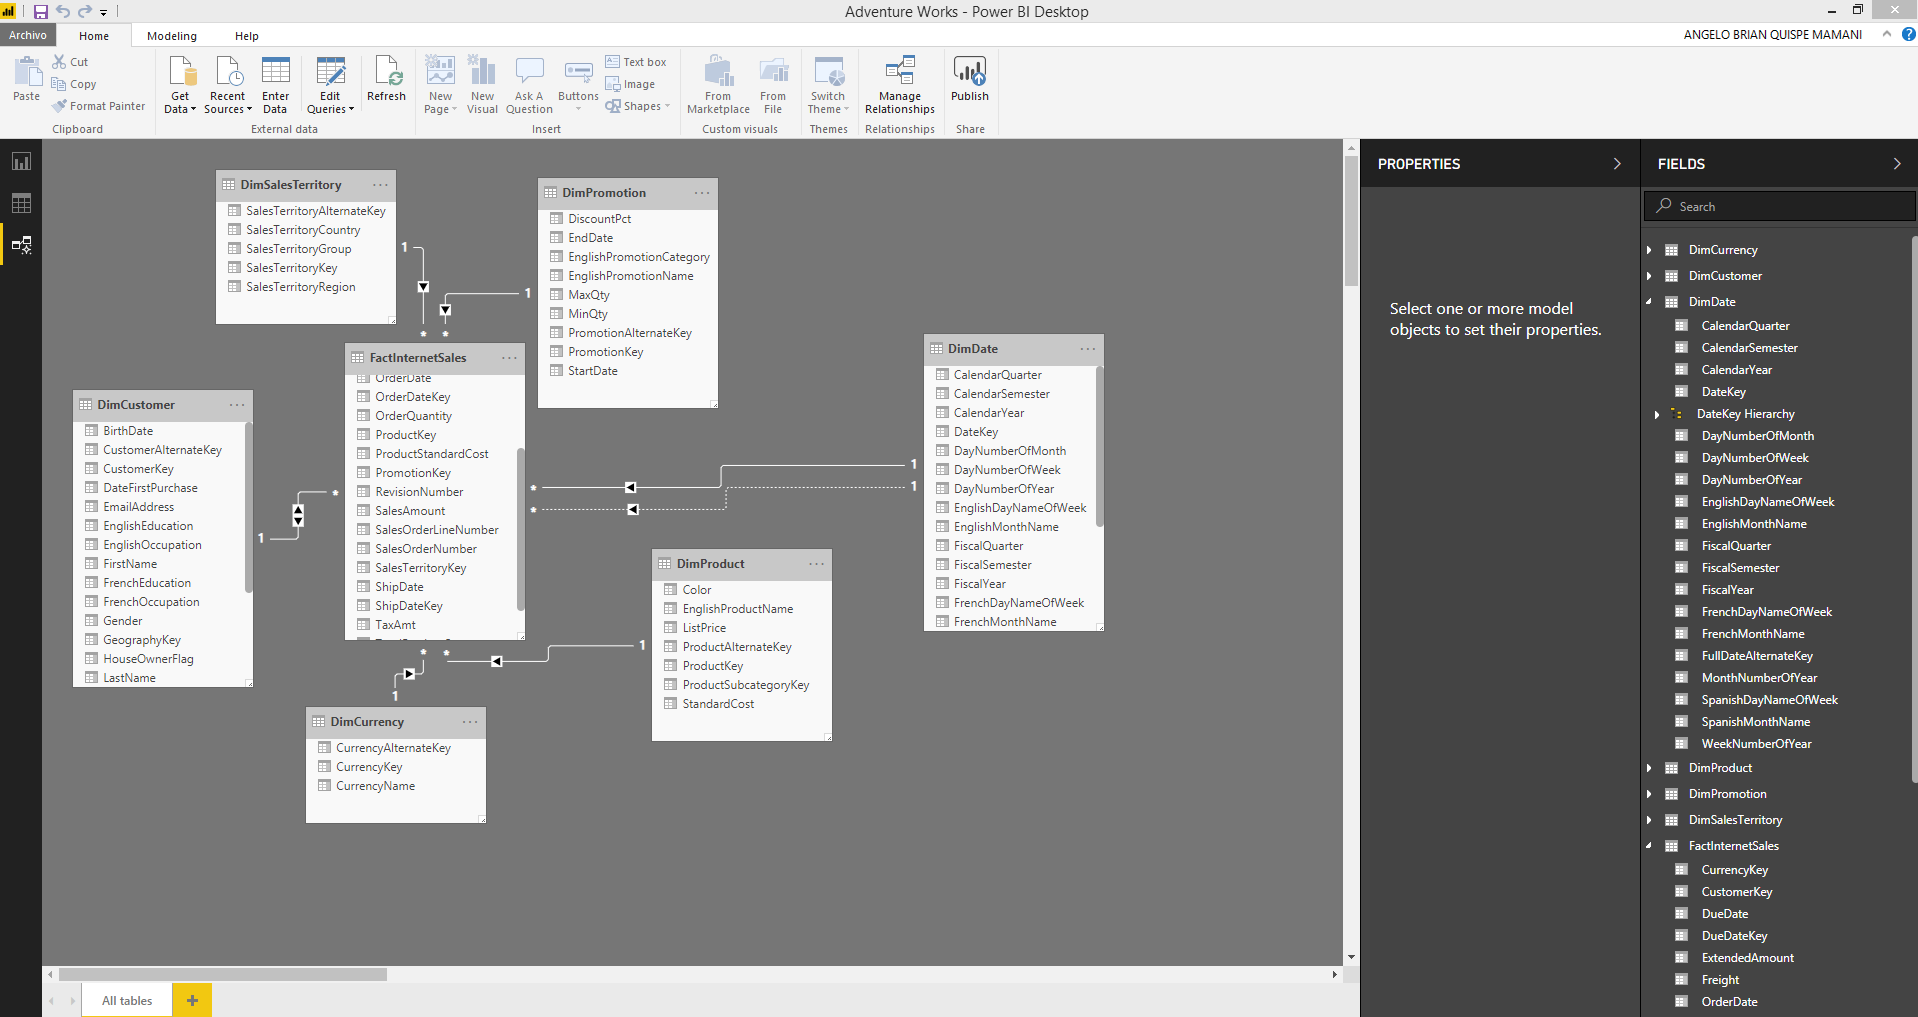 Adventure Works - Power BI Desktop
Archivo Home Modeling Help
ANGELO BRIAN QUISPE MAMANI
?
Paste
Cut
Copy
Format Painter
Clipboard
Get Data
Recent Sources
Enter Data
Edit Queries
External data
Refresh
New Page
New Visual
Ask A Question
Buttons
Text box
Image
Shapes
Insert
From Marketplace
From File
Custom visuals
Switch Theme
Themes
Manage Relationships
Relationships
Publish
Share
DimSalesTerritory
SalesTerritoryAlternateKey
SalesTerritoryCountry
SalesTerritoryGroup
SalesTerritoryKey
SalesTerritoryRegion
1
*
DimPromotion
DiscountPct
EndDate
EnglishPromotionCategory
EnglishPromotionName
MaxQty
MinQty
PromotionAlternateKey
PromotionKey
StartDate
1
*
FactInternetSales
OrderDate
OrderDateKey
OrderQuantity
ProductKey
ProductStandardCost
PromotionKey
RevisionNumber
SalesAmount
SalesOrderLineNumber
SalesOrderNumber
SalesTerritoryKey
ShipDate
ShipDateKey
TaxAmt
DimCustomer
BirthDate
CustomerAlternateKey
CustomerKey
DateFirstPurchase
EmailAddress
EnglishEducation
EnglishOccupation
FirstName
FrenchEducation
FrenchOccupation
Gender
GeographyKey
HouseOwnerFlag
LastName
1
*
DimDate
CalendarQuarter
CalendarSemester
CalendarYear
DateKey
DayNumberOfMonth
DayNumberOfWeek
DayNumberOfYear
EnglishDayNameOfWeek
EnglishMonthName
FiscalQuarter
FiscalSemester
FiscalYear
FrenchDayNameOfWeek
FrenchMonthName
* 1
* 1
DimProduct
Color
EnglishProductName
ListPrice
ProductAlternateKey
ProductKey
ProductSubcategoryKey
StandardCost
* 1
DimCurrency
CurrencyAlternateKey
CurrencyKey
CurrencyName
*
1
All tables
+
PROPERTIES
Select one or more model
objects to set their properties.
FIELDS
Search
DimCurrency
DimCustomer
DimDate
CalendarQuarter
CalendarSemester
CalendarYear
DateKey
DateKey Hierarchy
DayNumberOfMonth
DayNumberOfWeek
DayNumberOfYear
EnglishDayNameOfWeek
EnglishMonthName
FiscalQuarter
FiscalSemester
FiscalYear
FrenchDayNameOfWeek
FrenchMonthName
FullDateAlternateKey
MonthNumberOfYear
SpanishDayNameOfWeek
SpanishMonthName
WeekNumberOfYear
DimProduct
DimPromotion
DimSalesTerritory
FactInternetSales
CurrencyKey
CustomerKey
DueDate
DueDateKey
ExtendedAmount
Freight
OrderDate